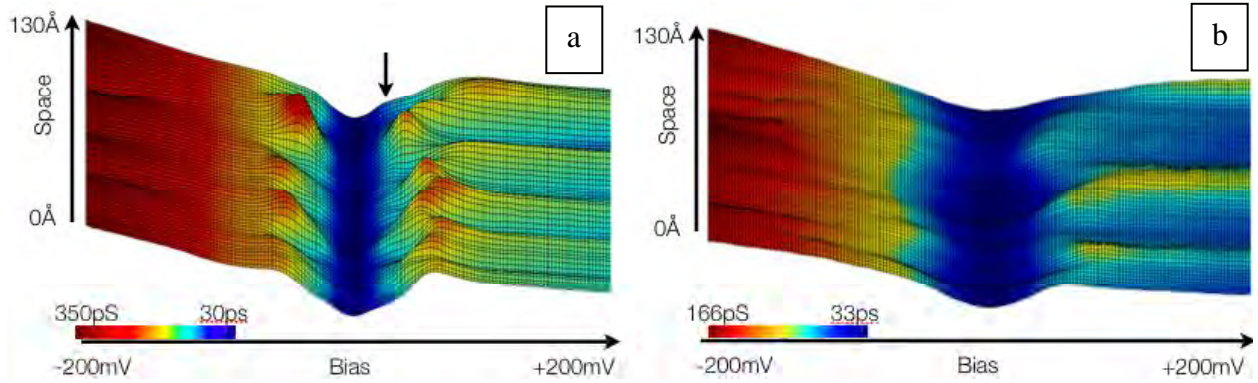 a
130Å
Space
0Å
350pS 30ps
-200mV Bias +200mV
b
130Å
Space
0Å
166pS 33ps
-200mV Bias +200mV